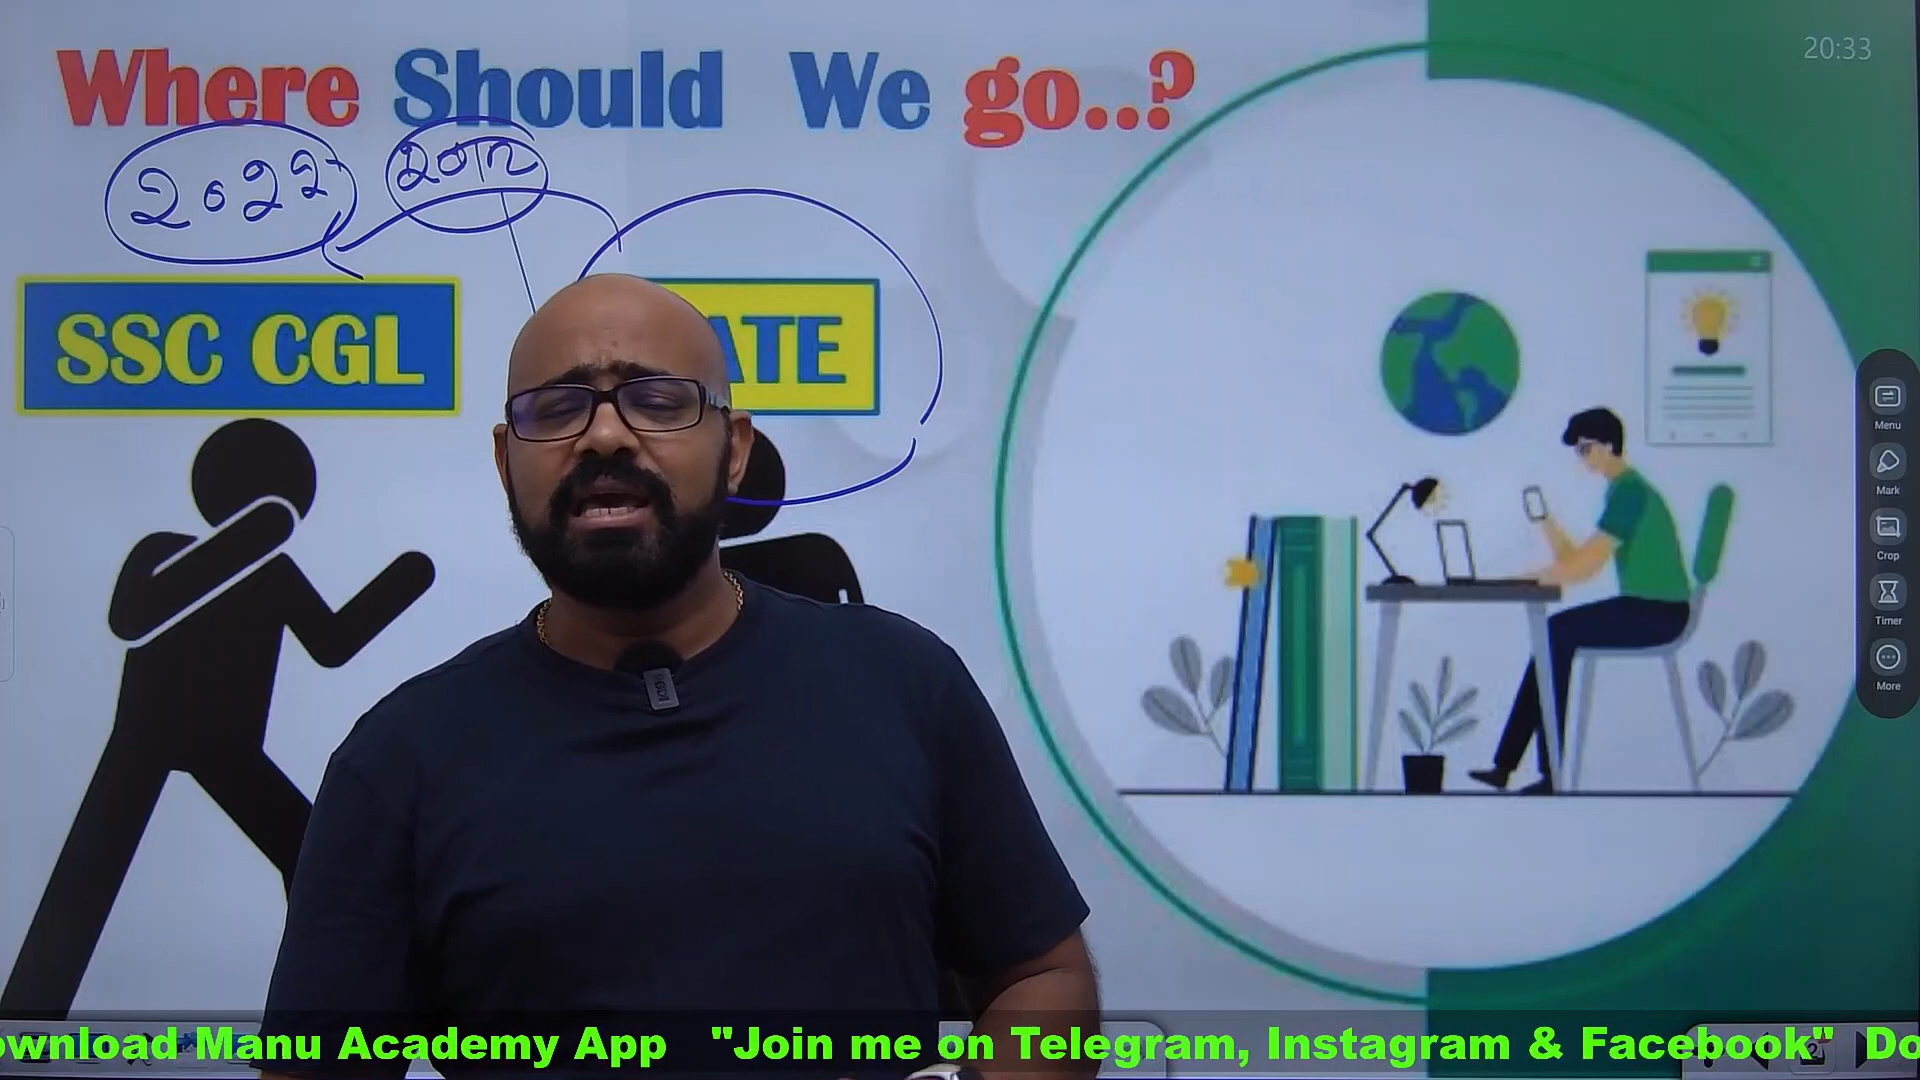 Where Should We go..?
20:33
2022 2012
SSC CGL
ATE
Menu
Mark
Crop
Timer
More
ownload Manu Academy App "Join me on Telegram, Instagram & Facebook" Do